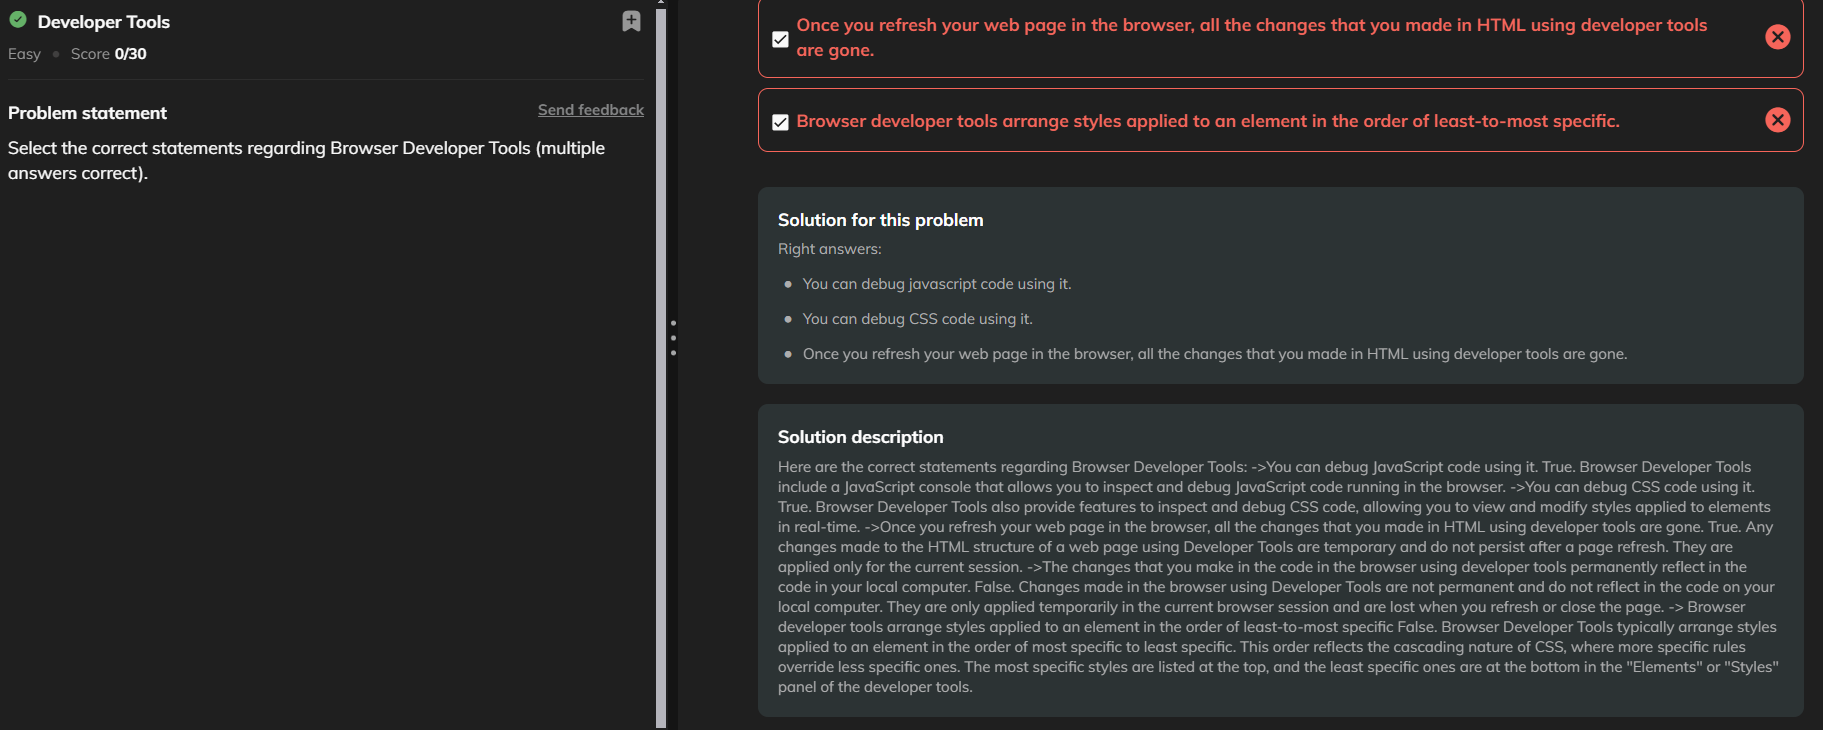 Developer Tools
Easy • Score 0/30
Problem statement
Send feedback
Select the correct statements regarding Browser Developer Tools (multiple
answers correct).
Once you refresh your web page in the browser, all the changes that you made in HTML using developer tools
are gone.
Browser developer tools arrange styles applied to an element in the order of least-to-most specific.
Solution for this problem
Right answers:
• You can debug javascript code using it.
• You can debug CSS code using it.
• Once you refresh your web page in the browser, all the changes that you made in HTML using developer tools are gone.
Solution description
Here are the correct statements regarding Browser Developer Tools: ->You can debug JavaScript code using it. True. Browser Developer Tools
include a JavaScript console that allows you to inspect and debug JavaScript code running in the browser. ->You can debug CSS code using it.
True. Browser Developer Tools also provide features to inspect and debug CSS code, allowing you to view and modify styles applied to elements
in real-time. ->Once you refresh your web page in the browser, all the changes that you made in HTML using developer tools are gone. True. Any
changes made to the HTML structure of a web page using Developer Tools are temporary and do not persist after a page refresh. They are
applied only for the current session. ->The changes that you make in the code in the browser using developer tools permanently reflect in the
code in your local computer. False. Changes made in the browser using Developer Tools are not permanent and do not reflect in the code on your
local computer. They are only applied temporarily in the current browser session and are lost when you refresh or close the page. -> Browser
developer tools arrange styles applied to an element in the order of least-to-most specific False. Browser Developer Tools typically arrange styles
applied to an element in the order of most specific to least specific. This order reflects the cascading nature of CSS, where more specific rules
override less specific ones. The most specific styles are listed at the top, and the least specific ones are at the bottom in the "Elements" or "Styles"
panel of the developer tools.